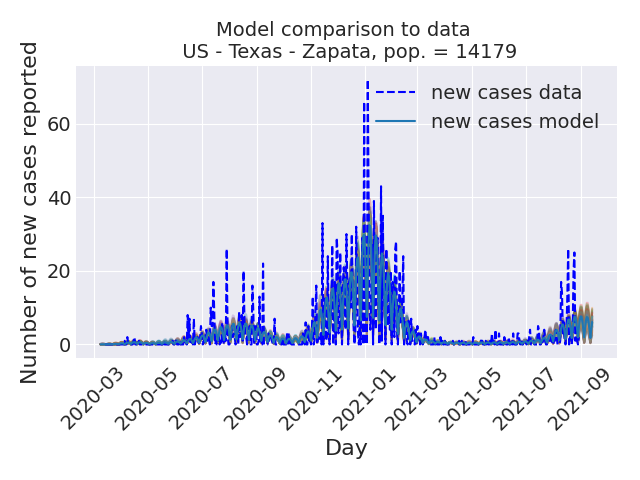 Model comparison to data
US - Texas - Zapata, pop. = 14179
Number of new cases reported
60
40
20
0
new cases data
new cases model
2020-03
2020-05
2020-07
2020-09
2020-11
2021-01
2021-03
2021-05
2021-07
2021-09
Day